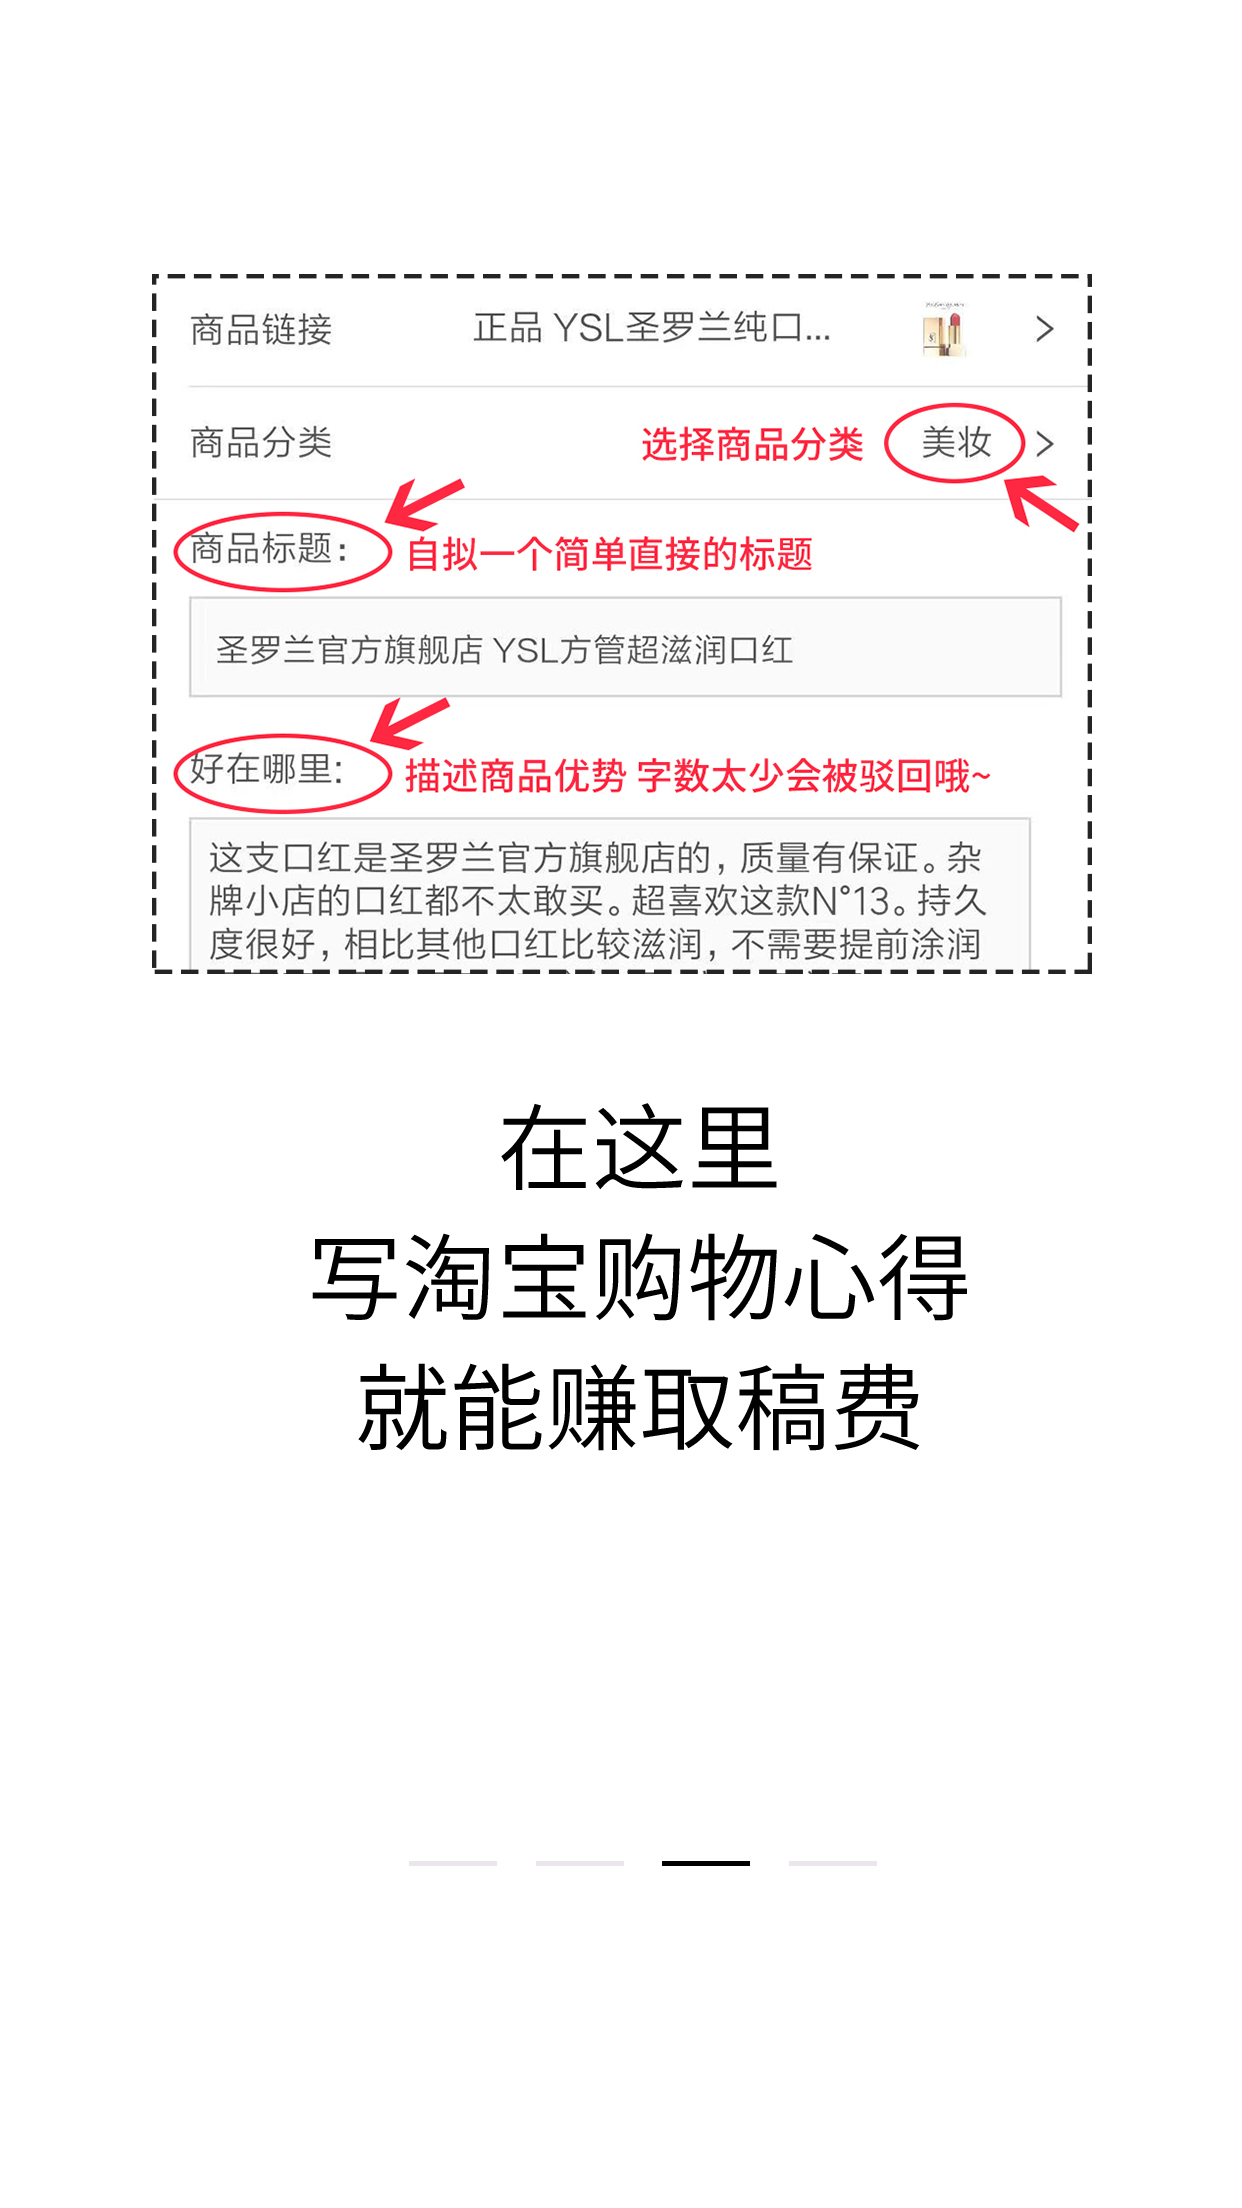 商品链接 正品 YSL圣罗兰纯口...
商品分类 选择商品分类 美妆
商品标题： 自拟一个简单直接的标题
圣罗兰官方旗舰店 YSL方管超滋润口红
好在哪里: 描述商品优势 字数太少会被驳回哦~
这支口红是圣罗兰官方旗舰店的，质量有保证。杂
牌小店的口红都不太敢买。超喜欢这款N°13。持久
度很好，相比其他口红比较滋润，不需要提前涂润
在这里
写淘宝购物心得
就能赚取稿费